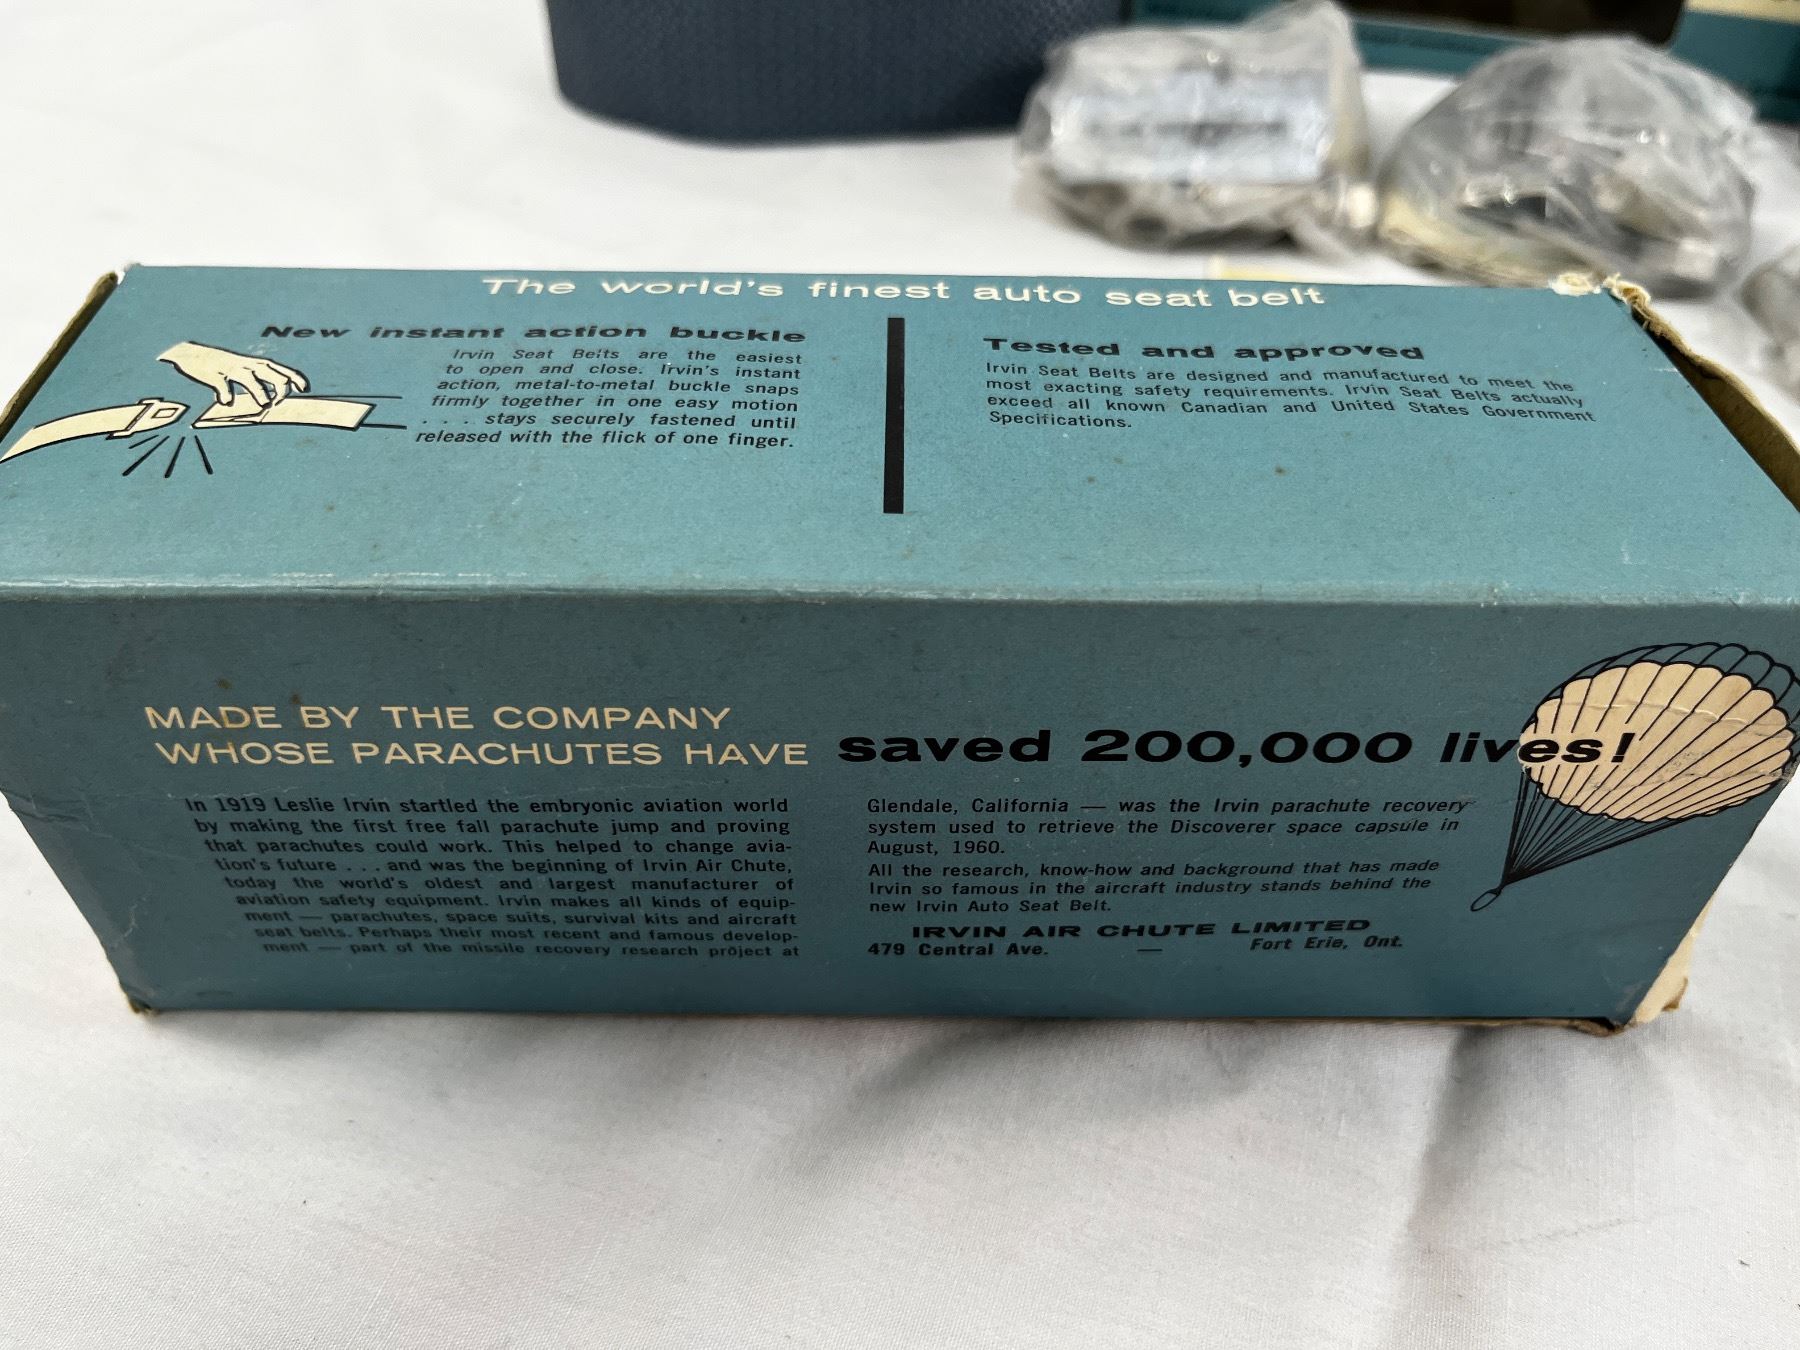 The world's finest auto seat belt
New instant action buckle
Irvin Seat Belts are the easiest
to open and close. Irvin's instant
action, metal-to-metal buckle snaps
firmly together in one easy motion
. . . stays securely fastened until
released with the flick of one finger.
Tested and approved
Irvin Seat Belts are designed and manufactured to meet the
most exacting safety requirements. Irvin Seat Belts actually
exceed all known Canadian and United States Government
Specifications.
MADE BY THE COMPANY
WHOSE PARACHUTES HAVE saved 200,000 lives!
In 1919 Leslie Irvin startled the embryonic aviation world
by making the first free fall parachute jump and proving
that parachutes could work. This helped to change avia-
tion's future . . . and was the beginning of Irvin Air Chute,
today the world's oldest and largest manufacturer of
aviation safety equipment. Irvin makes all kinds of equip-
ment — parachutes, space suits, survival kits and aircraft
seat belts. Perhaps their most recent and famous develop-
ment — part of the missile recovery research project at
Glendale, California — was the Irvin parachute recovery
system used to retrieve the Discoverer space capsule in
August, 1960.
All the research, know-how and background that has made
Irvin so famous in the aircraft industry stands behind the
new Irvin Auto Seat Belt.
IRVIN AIR CHUTE LIMITED
479 Central Ave. — Fort Erie, Ont.